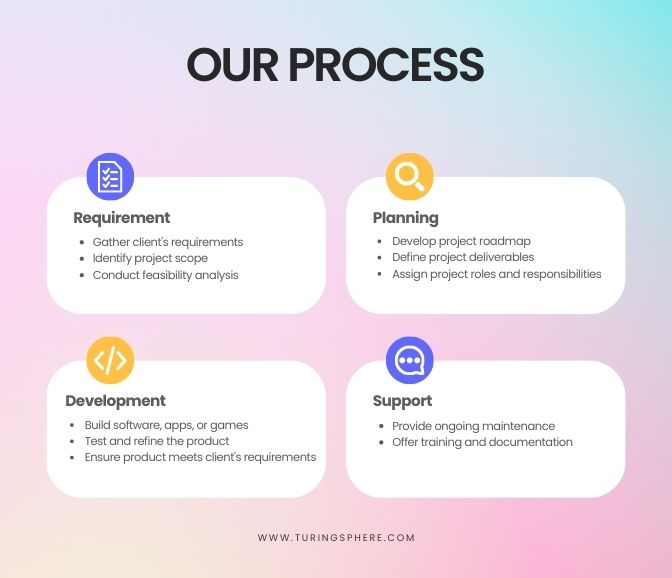 OUR PROCESS
Requirement
• Gather client's requirements
• Identify project scope
• Conduct feasibility analysis
Planning
• Develop project roadmap
• Define project deliverables
• Assign project roles and responsibilities
Development
• Build software, apps, or games
• Test and refine the product
• Ensure product meets client's requirements
Support
• Provide ongoing maintenance
• Offer training and documentation
WWW.TURINGSPHERE.COM